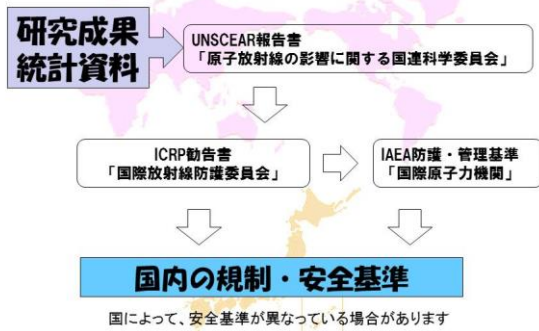 研究成果
統計資料
UNSCEAR報告書
「原子放射線の影響に関する国連科学委員会」
ICRP勧告書
「国際放射線防護委員会」
IAEA防護・管理基準
「国際原子力機関」
国内の規制・安全基準
国によって、安全基準が異なっている場合があります